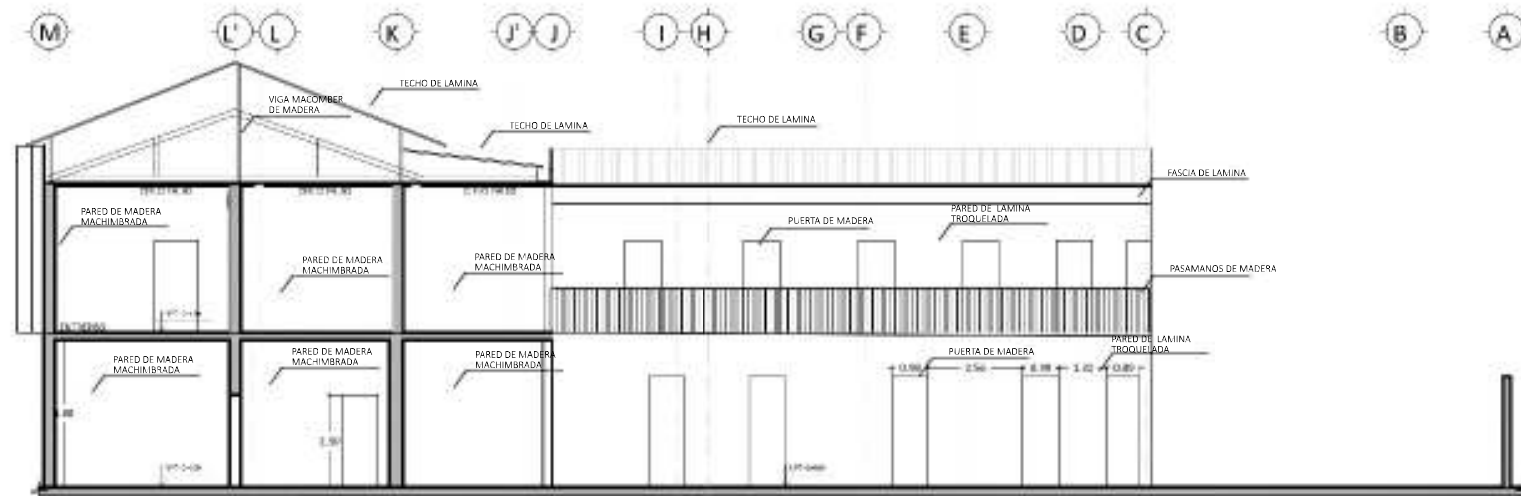 M L' L K J' J I H G F E D C B A
TECHO DE LAMINA
VIGA MACOMBER
DE MADERA
TECHO DE LAMINA
TECHO DE LAMINA
FASCIA DE LAMINA
PARED DE MADERA
MACHIMBRADA
PUERTA DE MADERA
PARED DE LAMINA
TROQUELADA
PARED DE MADERA
MACHIMBRADA
PARED DE MADERA
MACHIMBRADA
PASAMANOS DE MADERA
PARED DE MADERA
MACHIMBRADA
PARED DE MADERA
MACHIMBRADA
PARED DE MADERA
MACHIMBRADA
PUERTA DE MADERA
PARED DE LAMINA
TROQUELADA